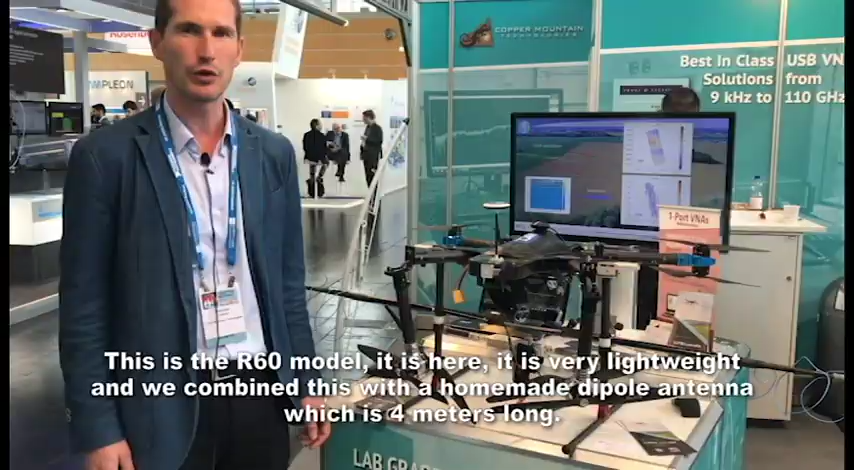 COPPER MOUNTAIN
TECHNOLOGIES
Best In Class USB VN
Solutions from
9 kHz to 110 GHz
MPLEON
1-Port VNAs
This is the R60 model, it is here, it is very lightweight
and we combined this with a homemade dipole antenna
which is 4 meters long.
LAB GRA